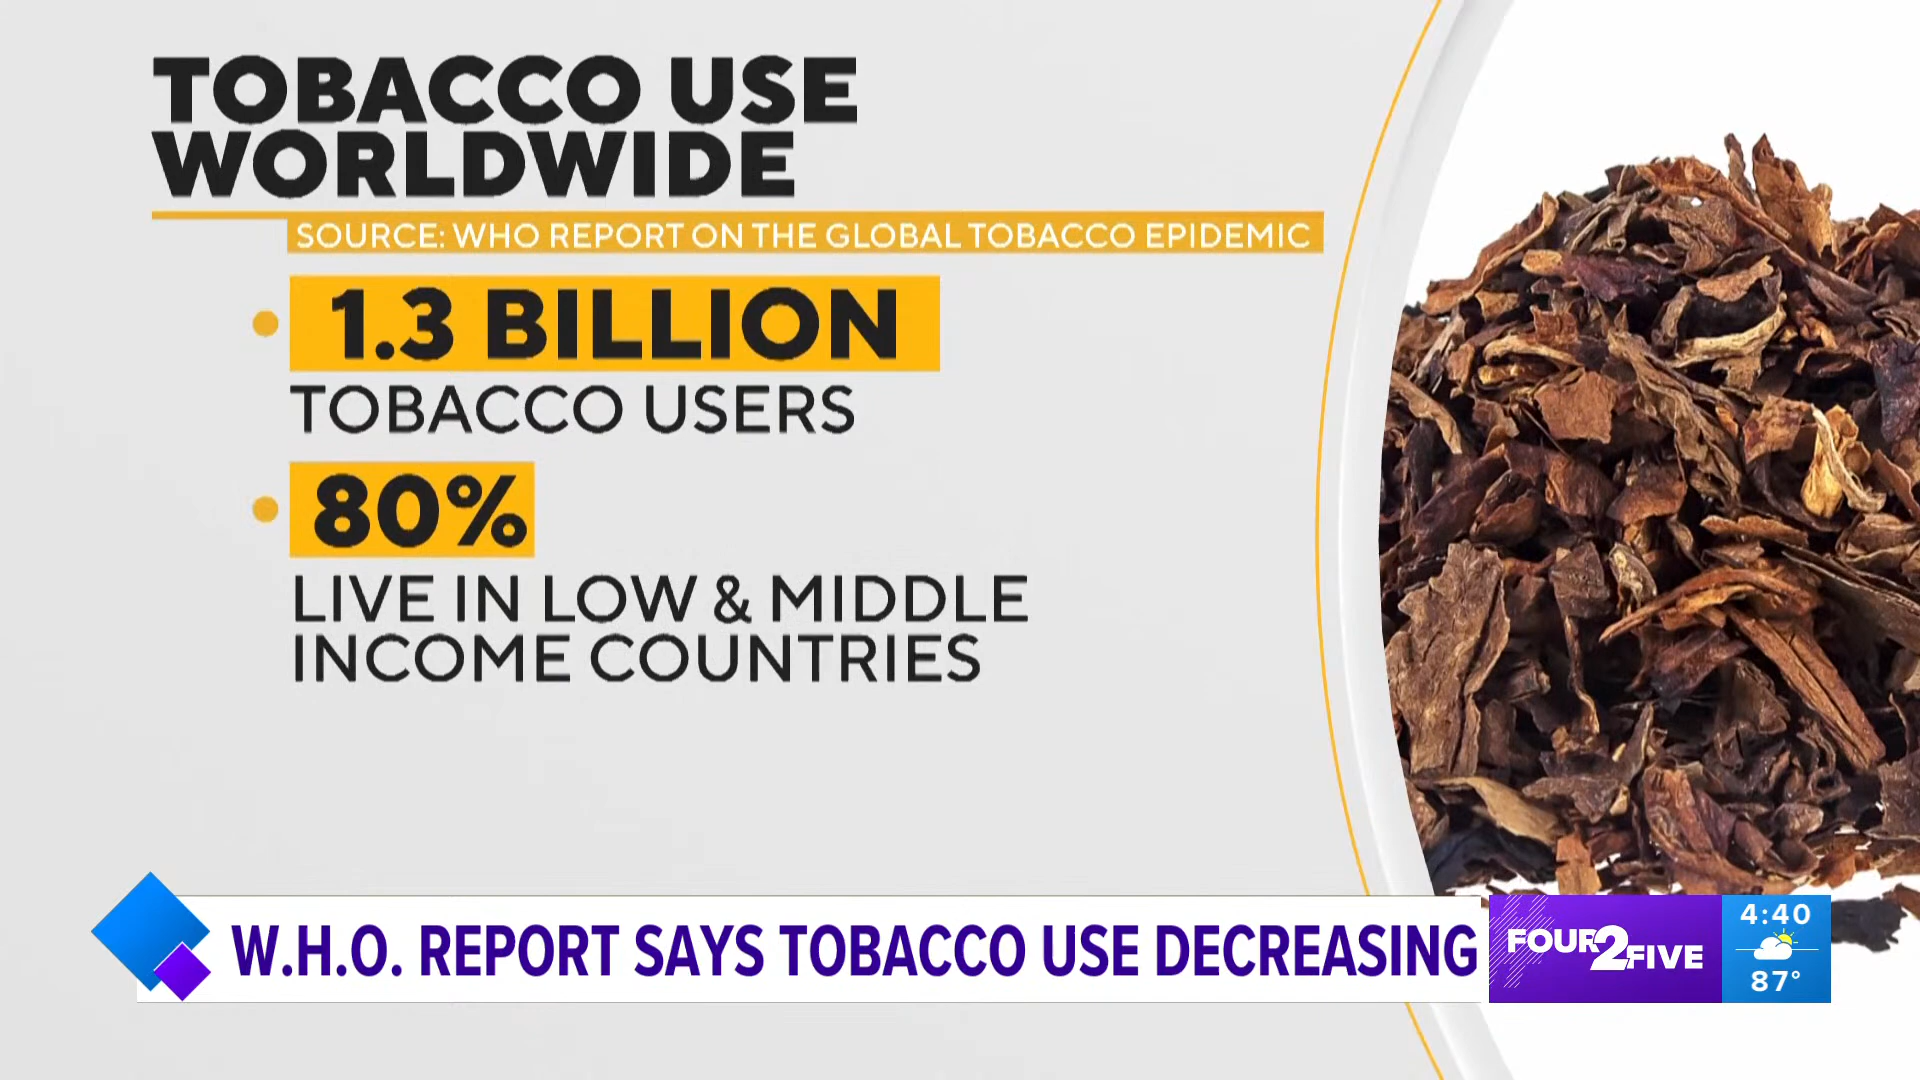 TOBACCO USE
WORLDWIDE
SOURCE: WHO REPORT ON THE GLOBAL TOBACCO EPIDEMIC
• 1.3 BILLION
TOBACCO USERS
• 80%
LIVE IN LOW & MIDDLE
INCOME COUNTRIES
W.H.O. REPORT SAYS TOBACCO USE DECREASING
FOUR2FIVE
4:40
87°